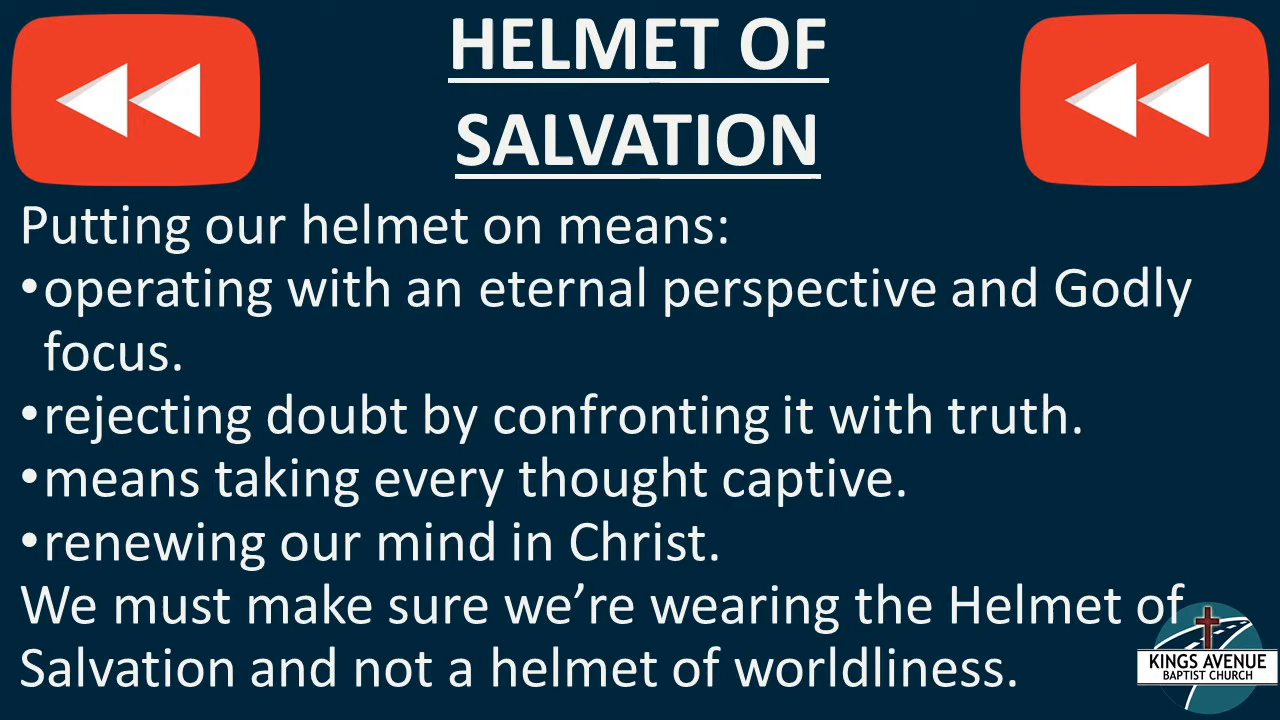 HELMET OF
SALVATION
Putting our helmet on means:
•operating with an eternal perspective and Godly
focus.
•rejecting doubt by confronting it with truth.
•means taking every thought captive.
•renewing our mind in Christ.
We must make sure we’re wearing the Helmet of
Salvation and not a helmet of worldliness.
KINGS AVENUE
BAPTIST CHURCH